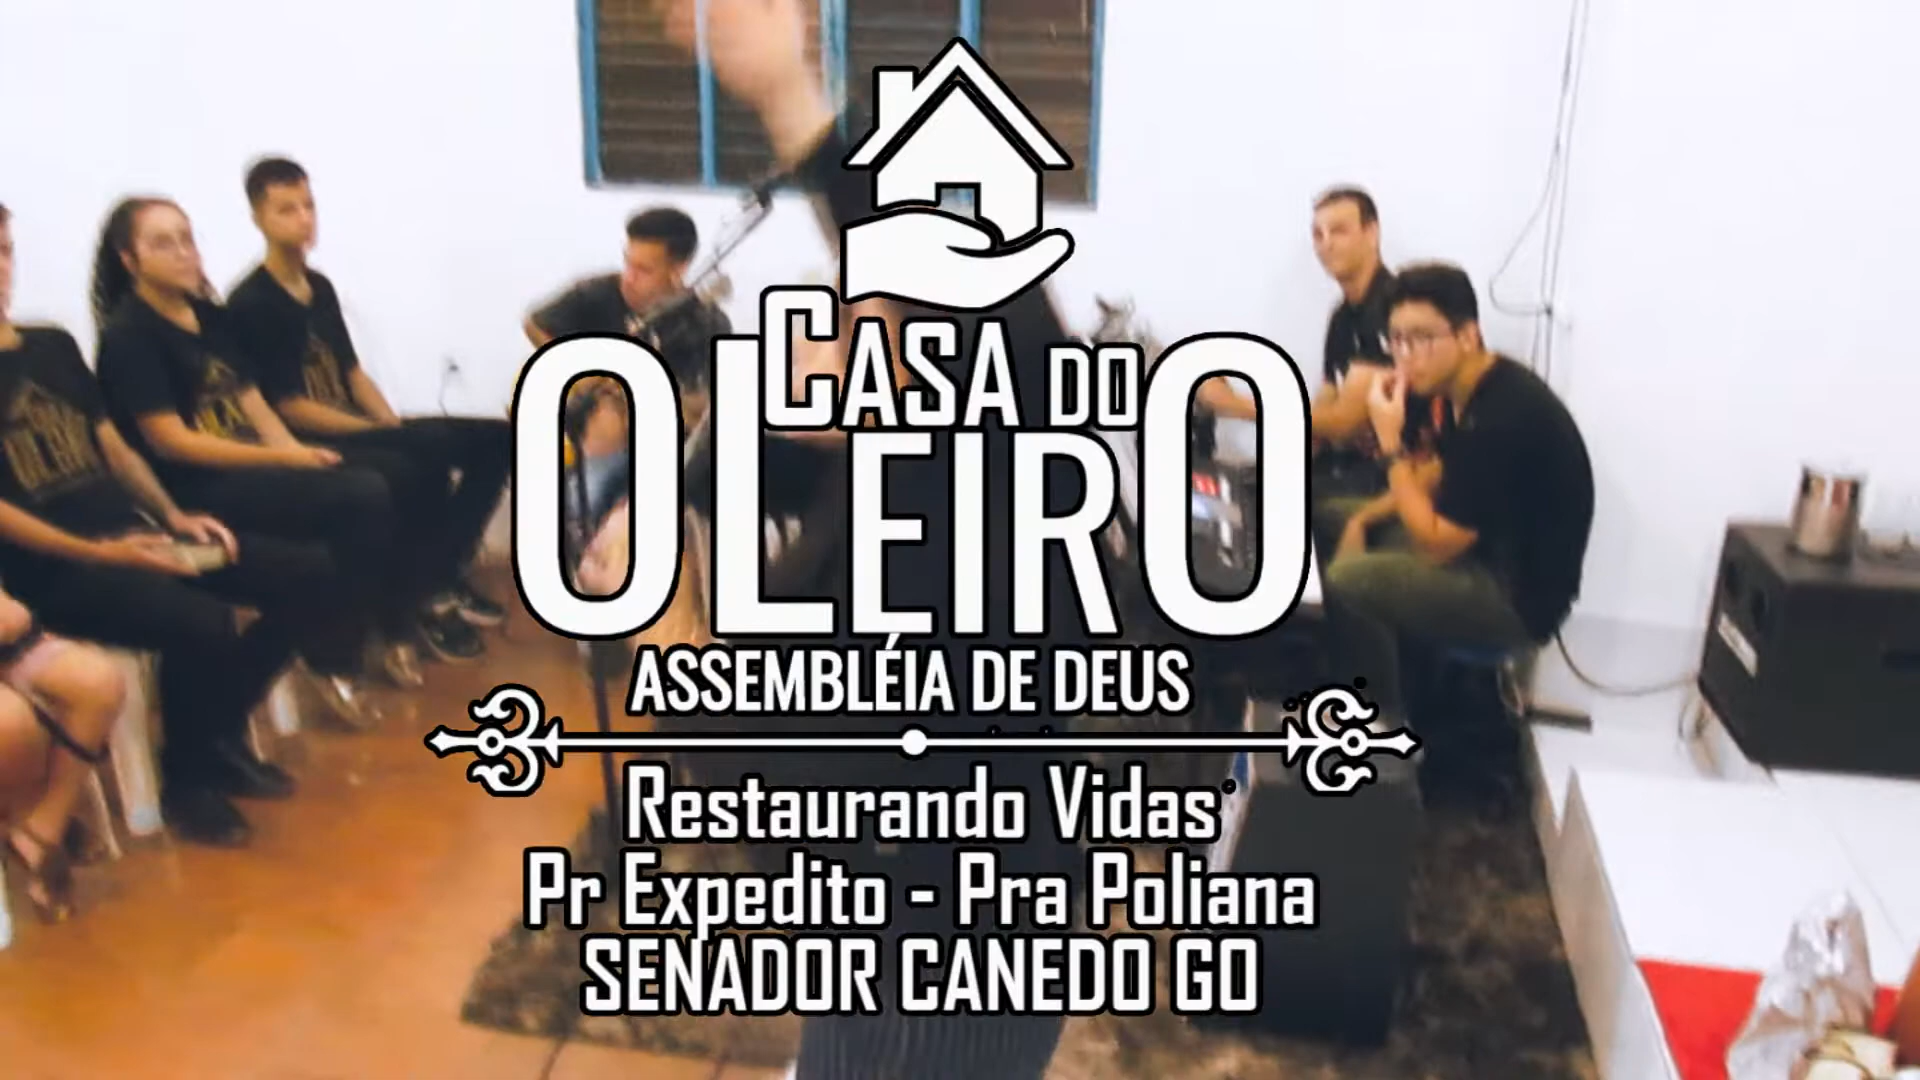 CASA DO
OLEIRO
ASSEMBLÉIA DE DEUS
Restaurando Vidas
Pr Expedito - Pra Poliana
SENADOR CANEDO GO